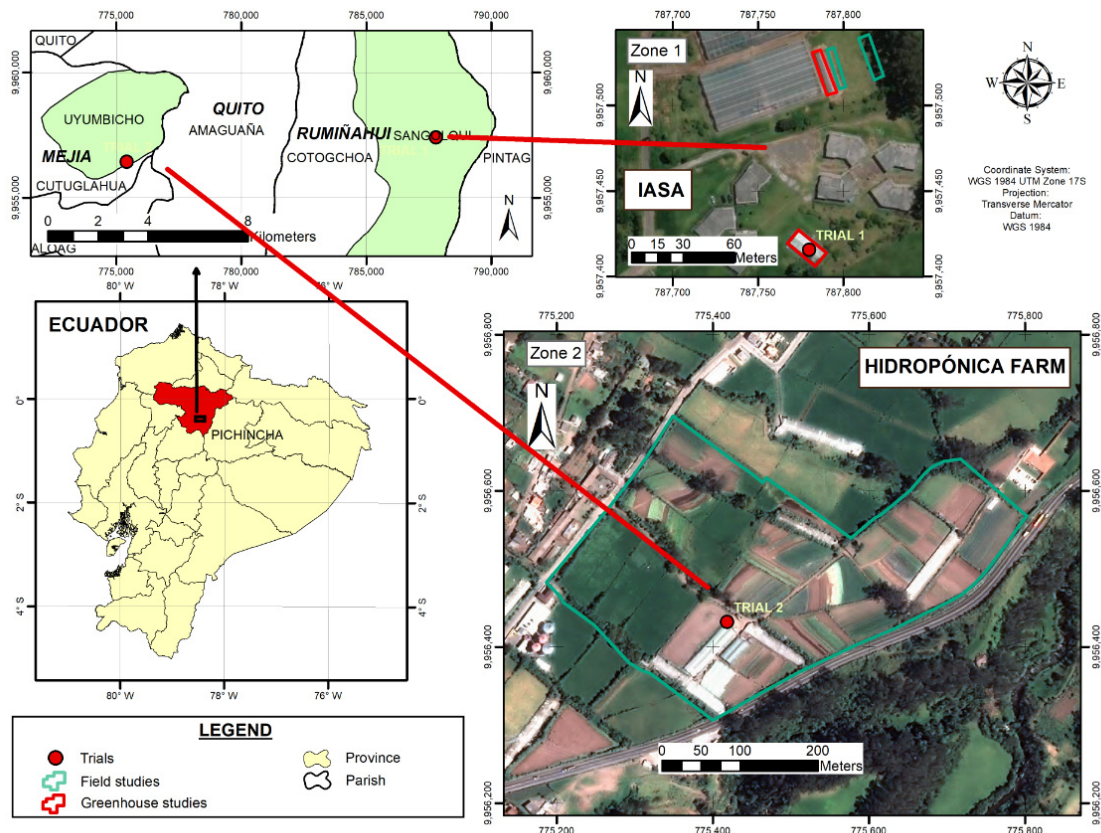 775,000
780,000
785,000
790,000
9,960,000
9,955,000
9,960,000
9,955,000
QUITO
UYUMBICHO
QUITO
AMAGUAÑA
RUMIÑAHUI
SANGOLQUI
MEJIA
COTOGCHOA
PINTAG
CUTUGLAHUA
N
0 2 4 8
Kilometers
ALOAG
775,000
780,000
785,000
790,000
787,700
787,800
Zone 1
N
9,957,500
9,957,450
9,957,400
9,957,500
9,957,450
9,957,400
IASA
TRIAL 1
0 15 30 60
Meters
787,700
787,800
N
W E
S
Coordinate System:
WGS 1984 UTM Zone 17S
Projection:
Transverse Mercator
Datum:
WGS 1984
80° W
78° W
76° W
ECUADOR
0°
0°
PICHINCHA
2° S
2° S
4° S
4° S
80° W
78° W
76° W
775,200
775,400
775,600
775,800
9,956,800
9,956,600
9,956,400
9,956,200
9,956,800
9,956,600
9,956,400
9,956,200
Zone 2
HIDROPÓNICA FARM
N
TRIAL 2
0 50 100 200
Meters
775,200
775,400
775,600
775,800
LEGEND
Trials
Province
Field studies
Parish
Greenhouse studies